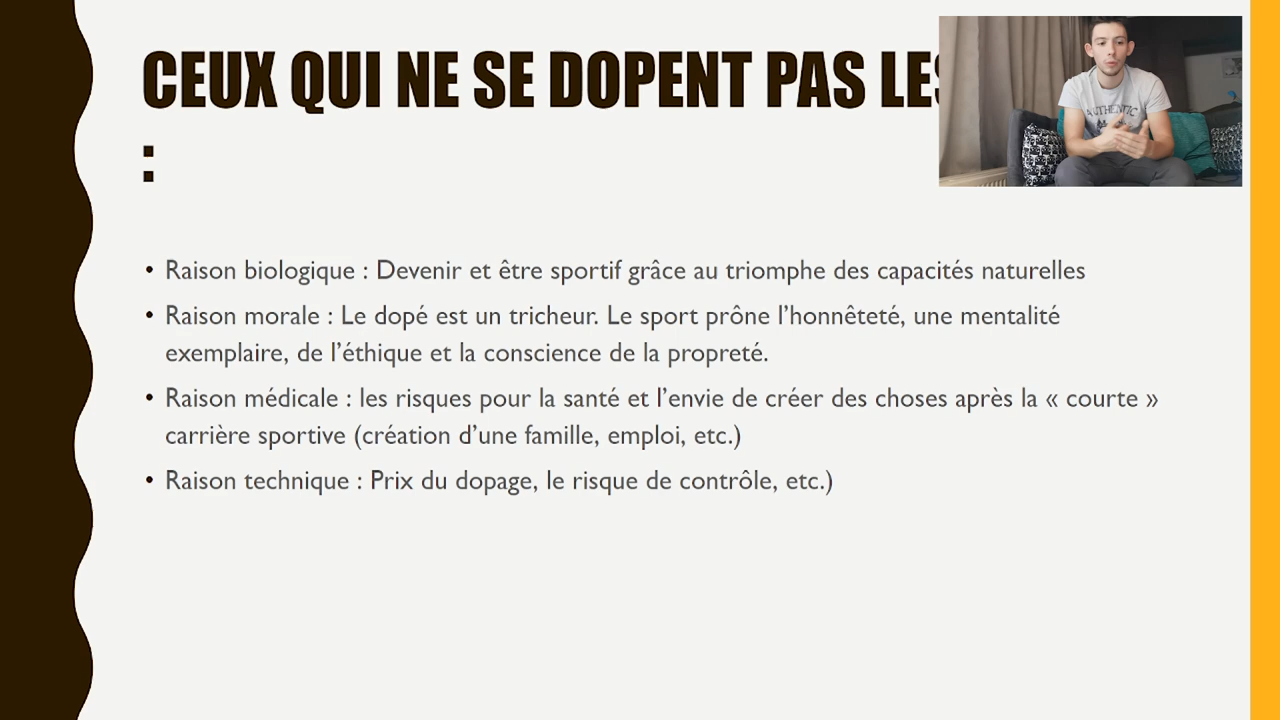 CEUX QUI NE SE DOPENT PAS LES
:
AUTHENTIC
• Raison biologique : Devenir et être sportif grâce au triomphe des capacités naturelles
• Raison morale : Le dopé est un tricheur. Le sport prône l’honnêteté, une mentalité
exemplaire, de l’éthique et la conscience de la propreté.
• Raison médicale : les risques pour la santé et l’envie de créer des choses après la « courte »
carrière sportive (création d’une famille, emploi, etc.)
• Raison technique : Prix du dopage, le risque de contrôle, etc.)